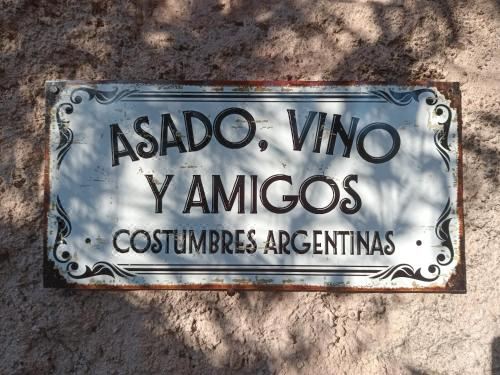 ASADO, VINO
Y AMIGOS
COSTUMBRES ARGENTINAS